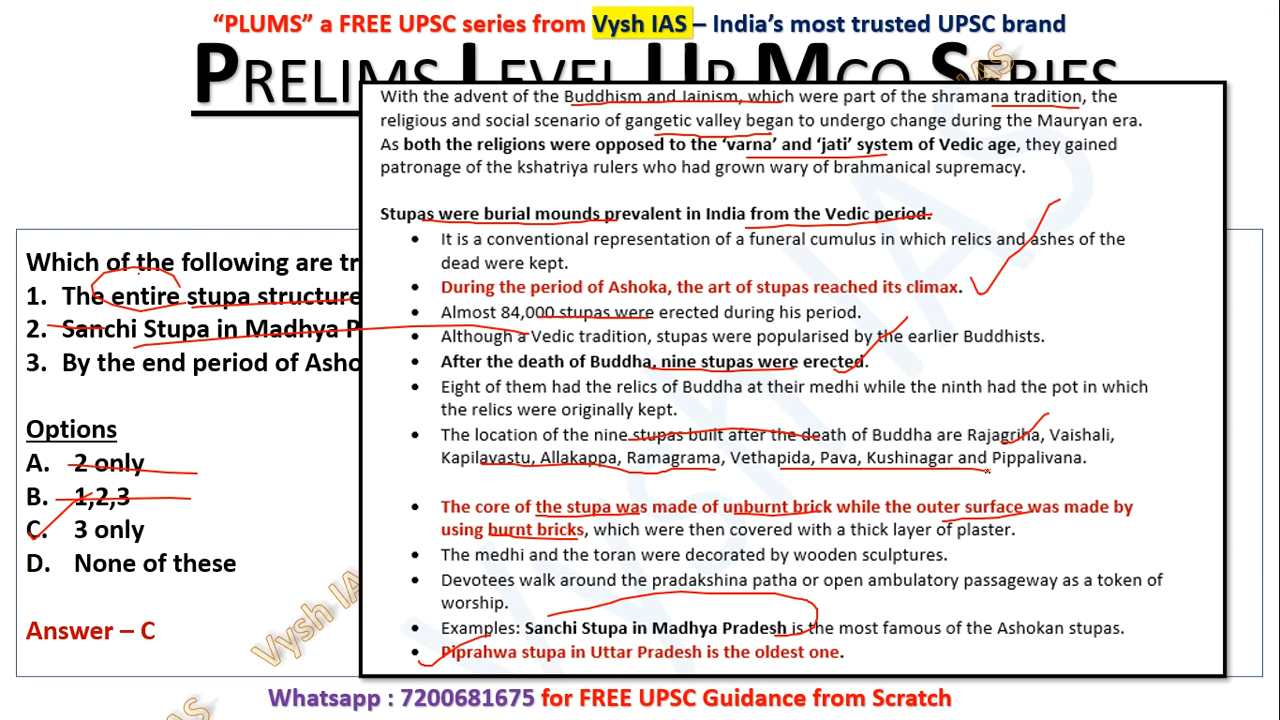 “PLUMS” a FREE UPSC series from Vysh IAS – India’s most trusted UPSC brand
PRELIMS LEVEL UP MCQ SERIES
With the advent of the Buddhism and Jainism, which were part of the shramana tradition, the
religious and social scenario of gangetic valley began to undergo change during the Mauryan era.
As both the religions were opposed to the ‘varna’ and ‘jati’ system of Vedic age, they gained
patronage of the kshatriya rulers who had grown wary of brahmanical supremacy.
Stupas were burial mounds prevalent in India from the Vedic period.
• It is a conventional representation of a funeral cumulus in which relics and ashes of the
dead were kept.
• During the period of Ashoka, the art of stupas reached its climax.
• Almost 84,000 stupas were erected during his period.
• Although a Vedic tradition, stupas were popularised by the earlier Buddhists.
• After the death of Buddha, nine stupas were erected.
• Eight of them had the relics of Buddha at their medhi while the ninth had the pot in which
the relics were originally kept.
• The location of the nine stupas built after the death of Buddha are Rajagriha, Vaishali,
Kapilavastu, Allakappa, Ramagrama, Vethapida, Pava, Kushinagar and Pippalivana.
• The core of the stupa was made of unburnt brick while the outer surface was made by
using burnt bricks, which were then covered with a thick layer of plaster.
• The medhi and the toran were decorated by wooden sculptures.
• Devotees walk around the pradakshina patha or open ambulatory passageway as a token of
worship.
• Examples: Sanchi Stupa in Madhya Pradesh is the most famous of the Ashokan stupas.
• Piprahwa stupa in Uttar Pradesh is the oldest one.
Which of the following are
1. The entire stupa structure
2. Sanchi Stupa in Madhya
3. By the end period of
Options
A. 2 only
B. 1,2,3
C. 3 only
D. None of these
Answer – C
Vysh
IAS
Whatsapp : 7200681675 for FREE UPSC Guidance from Scratch